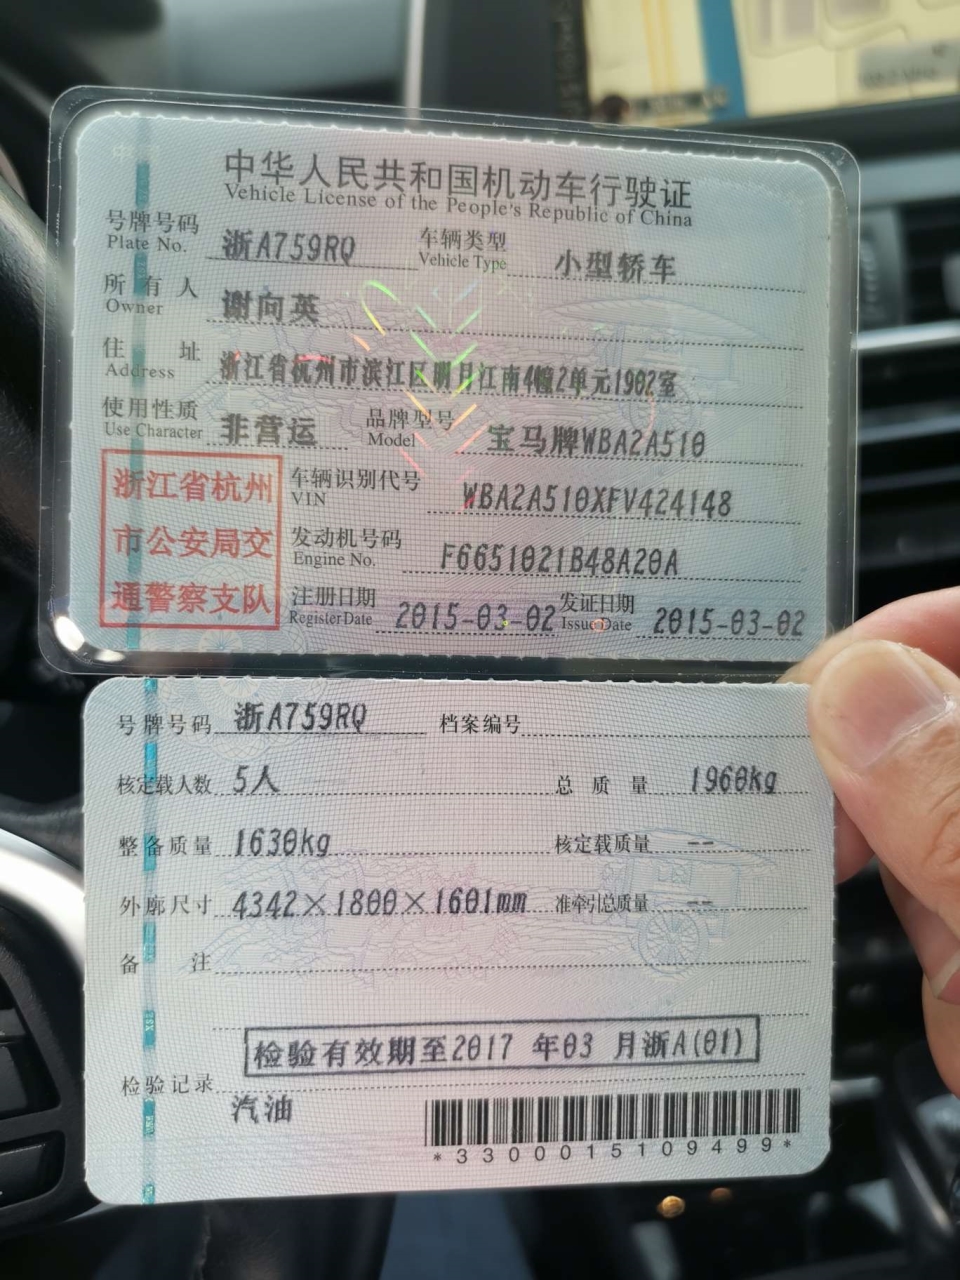 中华人民共和国机动车行驶证
Vehicle License of the People's Republic of China
号牌号码 浙A759RQ 车辆类型 小型轿车
Plate No. Vehicle Type
所有人 谢向英
Owner
住址 浙江省杭州市滨江区明月江南4幢2单元1902室
Address
使用性质 非营运 品牌型号 宝马牌WBA2A510
Use Character Model
浙江省杭州
市公安局交
通警察支队
车辆识别代号 WBA2A510XFV424148
VIN
发动机号码 F6651021B48A20A
Engine No.
注册日期 2015-03-02 发证日期 2015-03-02
Register Date Issue Date
号牌号码 浙A759RQ 档案编号
核定载人数 5人 总质量 1960kg
整备质量 1630kg 核定载质量 --
外廓尺寸 4342×1800×1601mm 准牵引总质量 --
备注
检验有效期至2017 年03 月浙A(01)
检验记录
汽油
*3300015109499*